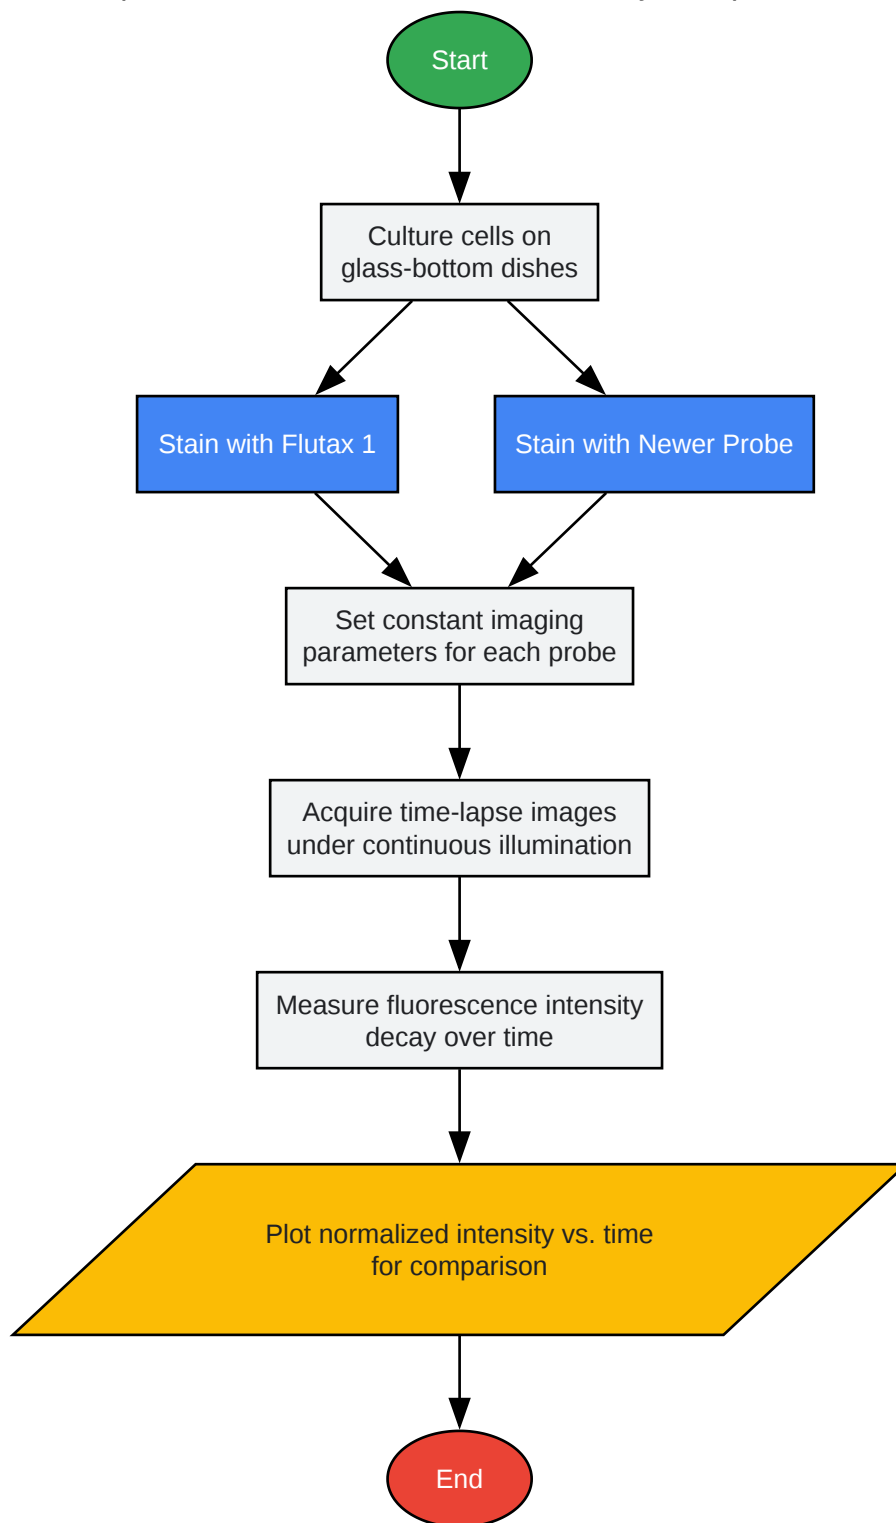 Start
Culture cells on
glass-bottom dishes
Stain with Flutax 1
Stain with Newer Probe
Set constant imaging
parameters for each probe
Acquire time-lapse images
under continuous illumination
Measure fluorescence intensity
decay over time
Plot normalized intensity vs. time
for comparison
End